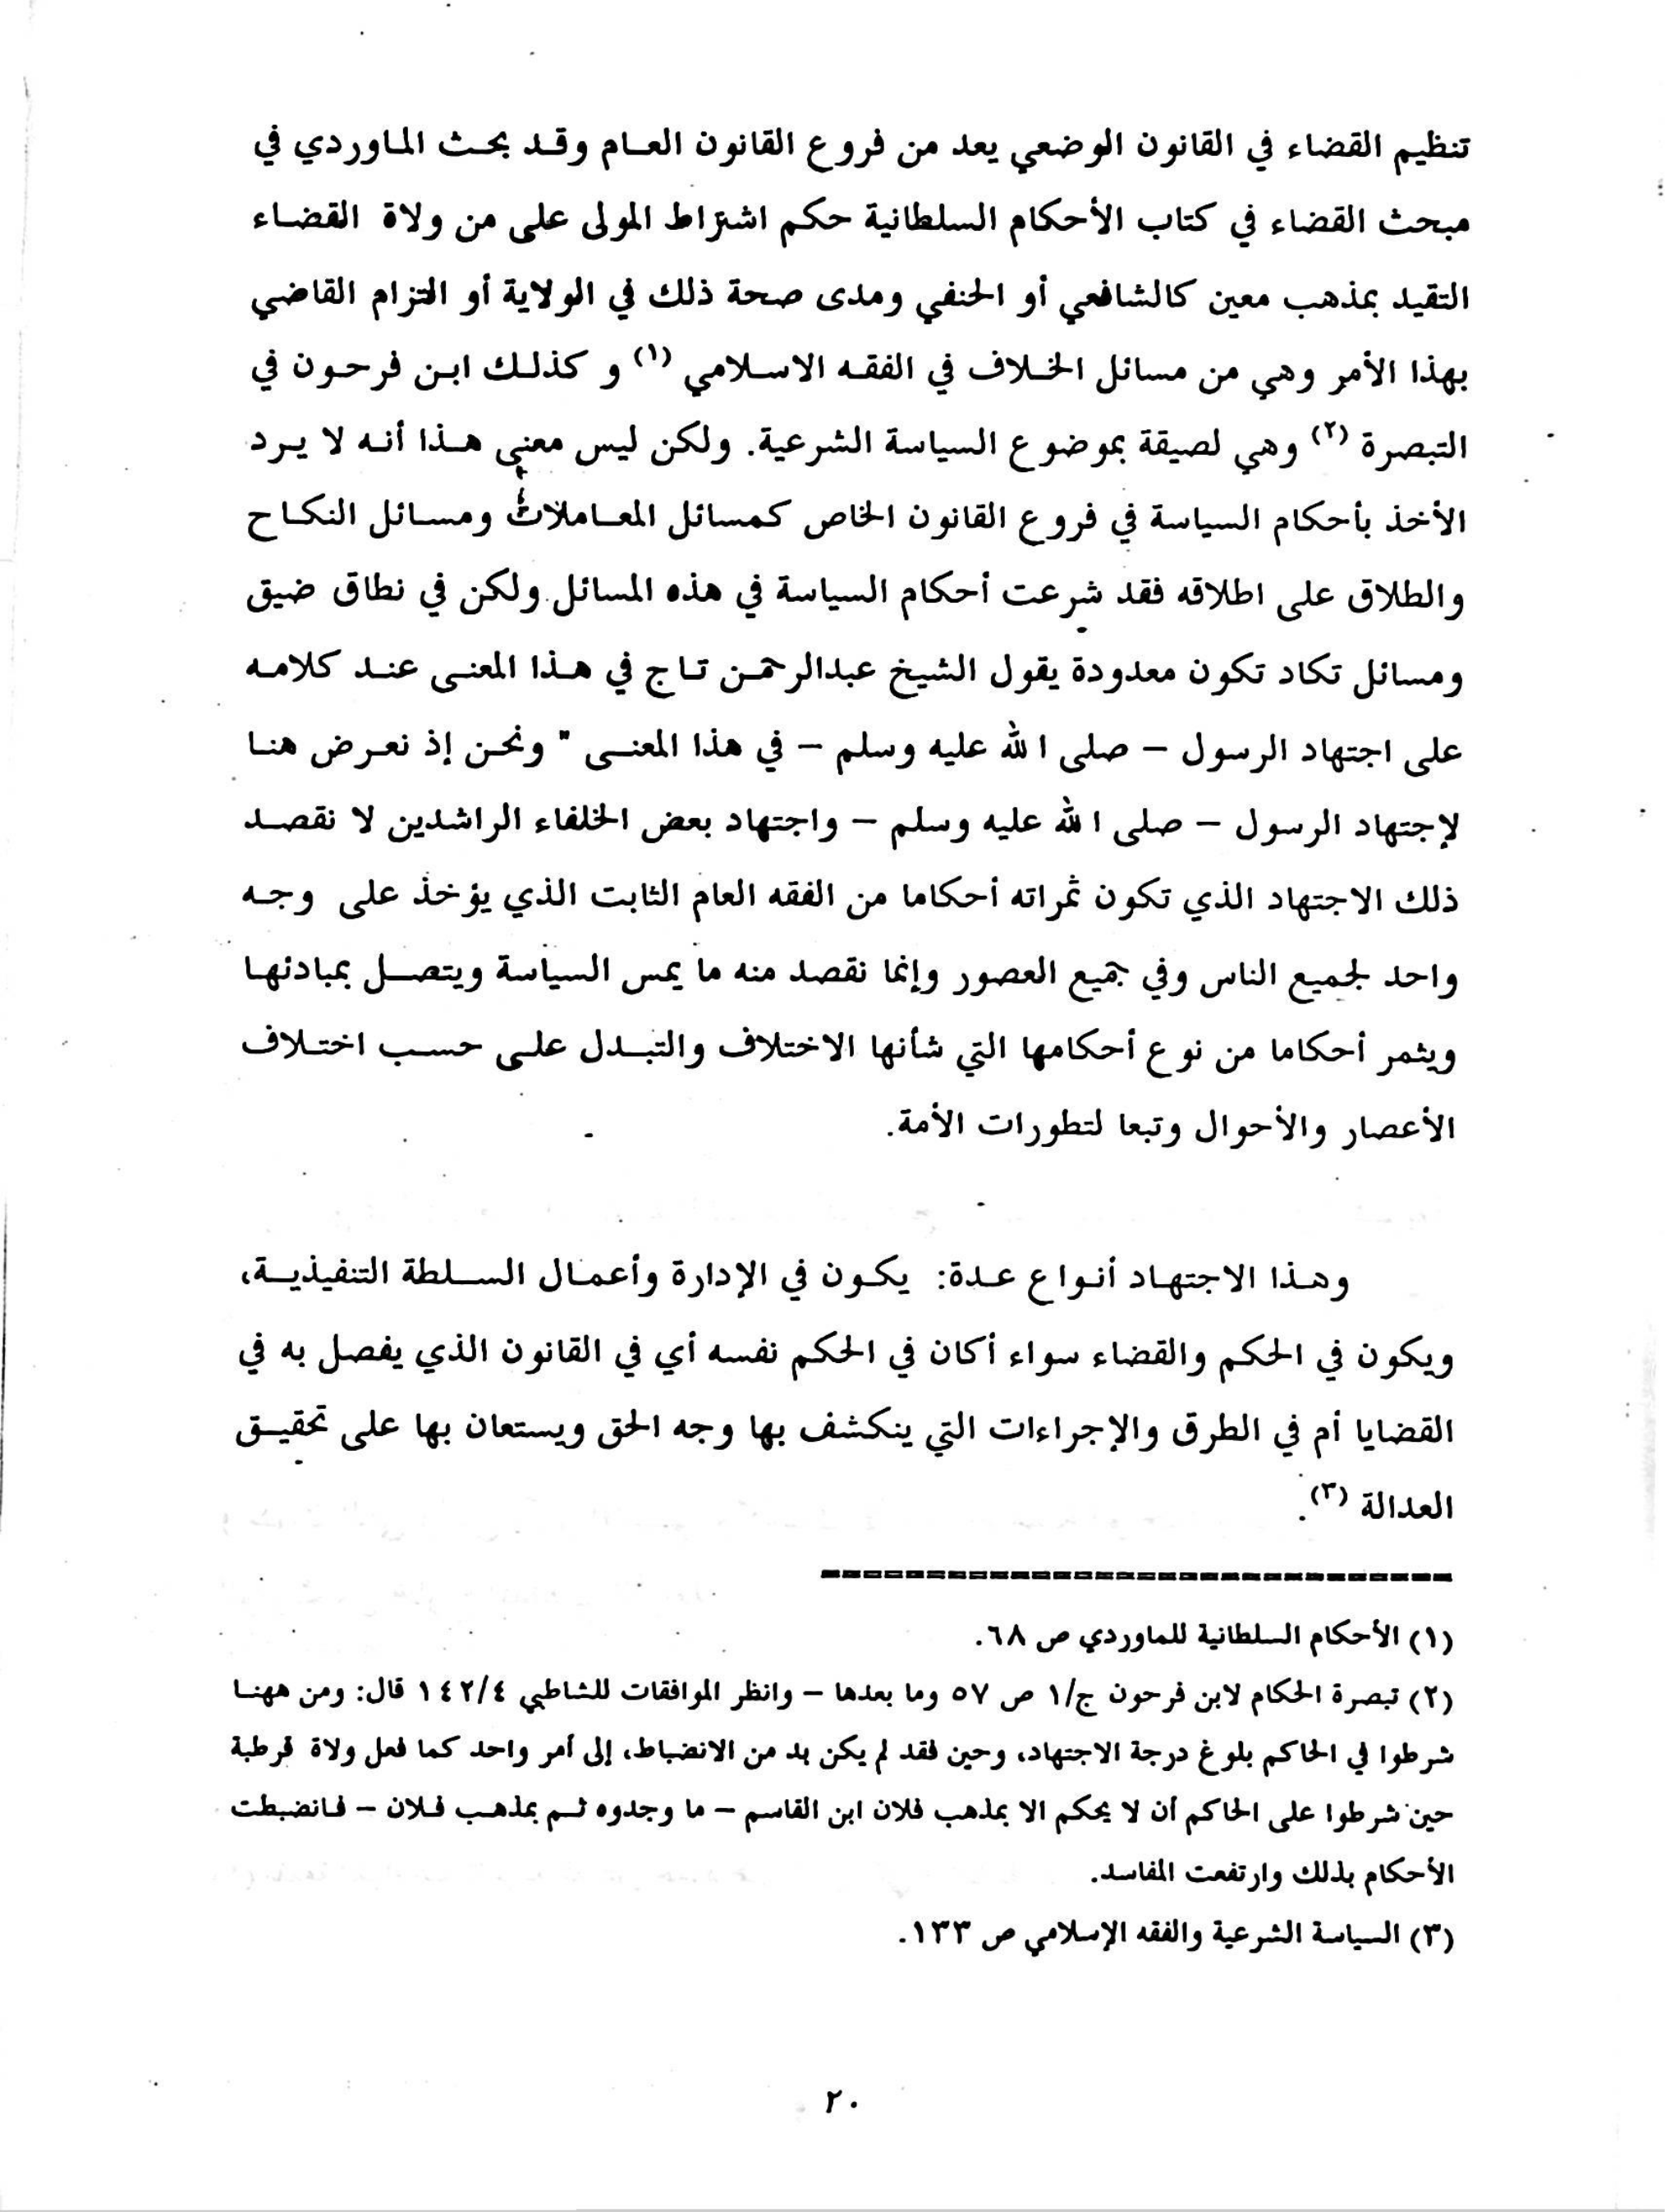 تنظيم القضاء في القانون الوضعي يعد من فروع القانون العام وقد بحث الماوردي في
مبحث القضاء في كتاب الأحكام السلطانية حكم اشتراط المولى على من ولاة القضاء
التقيد بمذهب معين كالشافعي أو الحنفي ومدى صحة ذلك في الولاية أو التزام القاضي
بهذا الأمر وهي من مسائل الخلاف في الفقه الاسلامي (١) و كذلك ابن فرحون في
التبصرة (٢) وهي لصيقة بموضوع السياسة الشرعية. ولكن ليس معنى هذا أنه لا يرد
الأخذ بأحكام السياسة في فروع القانون الخاص كمسائل المعاملات ومسائل النكاح
والطلاق على اطلاقه فقد شرعت أحكام السياسة في هذه المسائل ولكن في نطاق ضيق
ومسائل تكاد تكون معدودة يقول الشيخ عبدالرحمن تاج في هذا المعنى عند كلامه
على اجتهاد الرسول – صلى الله عليه وسلم – في هذا المعنى " ونحن إذ نعرض هنا
لإجتهاد الرسول – صلى الله عليه وسلم – واجتهاد بعض الخلفاء الراشدين لا نقصد
ذلك الاجتهاد الذي تكون ثمراته أحكاما من الفقه العام الثابت الذي يؤخذ على وجه
واحد لجميع الناس وفي جميع العصور وإنما نقصد منه ما يمس السياسة ويتصل بمبادئها
ويثمر أحكاما من نوع أحكامها التي شأنها الاختلاف والتبدل على حسب اختلاف
الأعصار والأحوال وتبعا لتطورات الأمة.
وهذا الاجتهاد أنواع عدة: يكون في الإدارة وأعمال السلطة التنفيذية،
ويكون في الحكم والقضاء سواء أكان في الحكم نفسه أي في القانون الذي يفصل به في
القضايا أم في الطرق والإجراءات التي ينكشف بها وجه الحق ويستعان بها على تحقيق
العدالة (٣).
(١) الأحكام السلطانية للماوردي ص ٦٨.
(٢) تبصرة الحكام لابن فرحون ج/١ ص ٥٧ وما بعدها – وانظر الموافقات للشاطبي ١٤٢/٤ قال: ومن ههنا
شرطوا في الحاكم بلوغ درجة الاجتهاد، وحين فقد لم يكن بد من الانضباط، إلى أمر واحد كما فعل ولاة قرطبة
حين شرطوا على الحاكم أن لا يحكم الا بمذهب فلان ابن القاسم – ما وجدوه ثم بمذهب فلان – فانضبطت
الأحكام بذلك وارتفعت المفاسد.
(٣) السياسة الشرعية والفقه الإسلامي ص ١٣٣.
٢٠